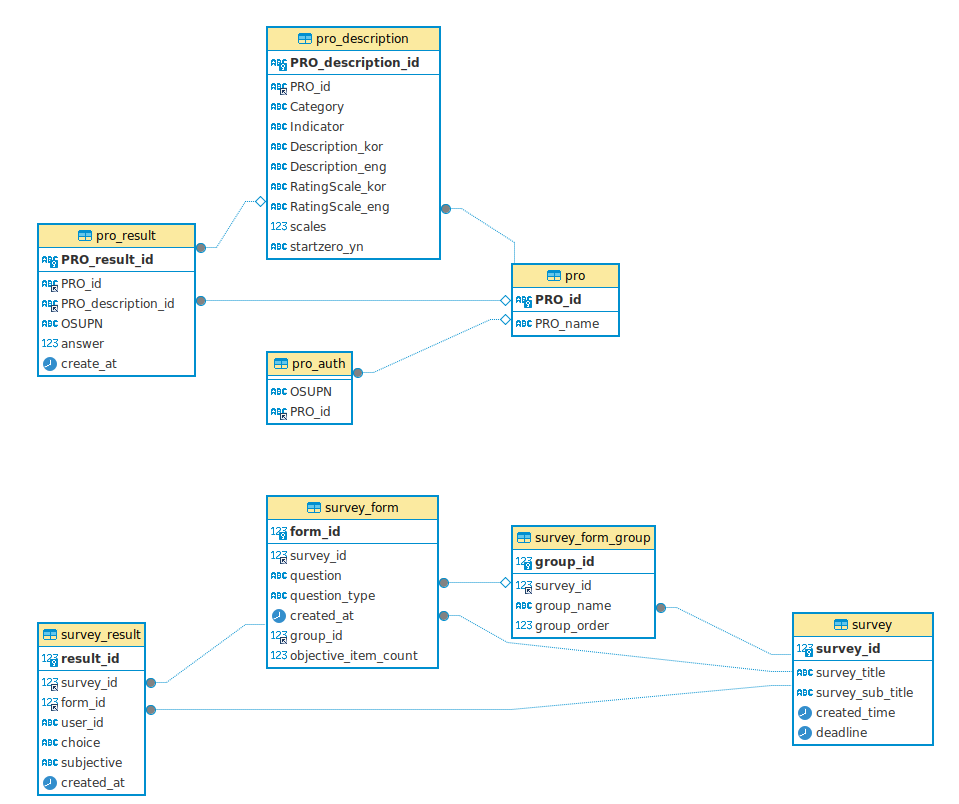 pro_description
PRO_description_id
PRO_id
Category
Indicator
Description_kor
Description_eng
RatingScale_kor
RatingScale_eng
scales
startzero_yn
pro_result
PRO_result_id
PRO_id
PRO_description_id
OSUPN
answer
create_at
pro
PRO_id
PRO_name
pro_auth
OSUPN
PRO_id
survey_form
form_id
survey_id
question
question_type
created_at
group_id
objective_item_count
survey_form_group
group_id
survey_id
group_name
group_order
survey_result
result_id
survey_id
form_id
user_id
choice
subjective
created_at
survey
survey_id
survey_title
survey_sub_title
created_time
deadline